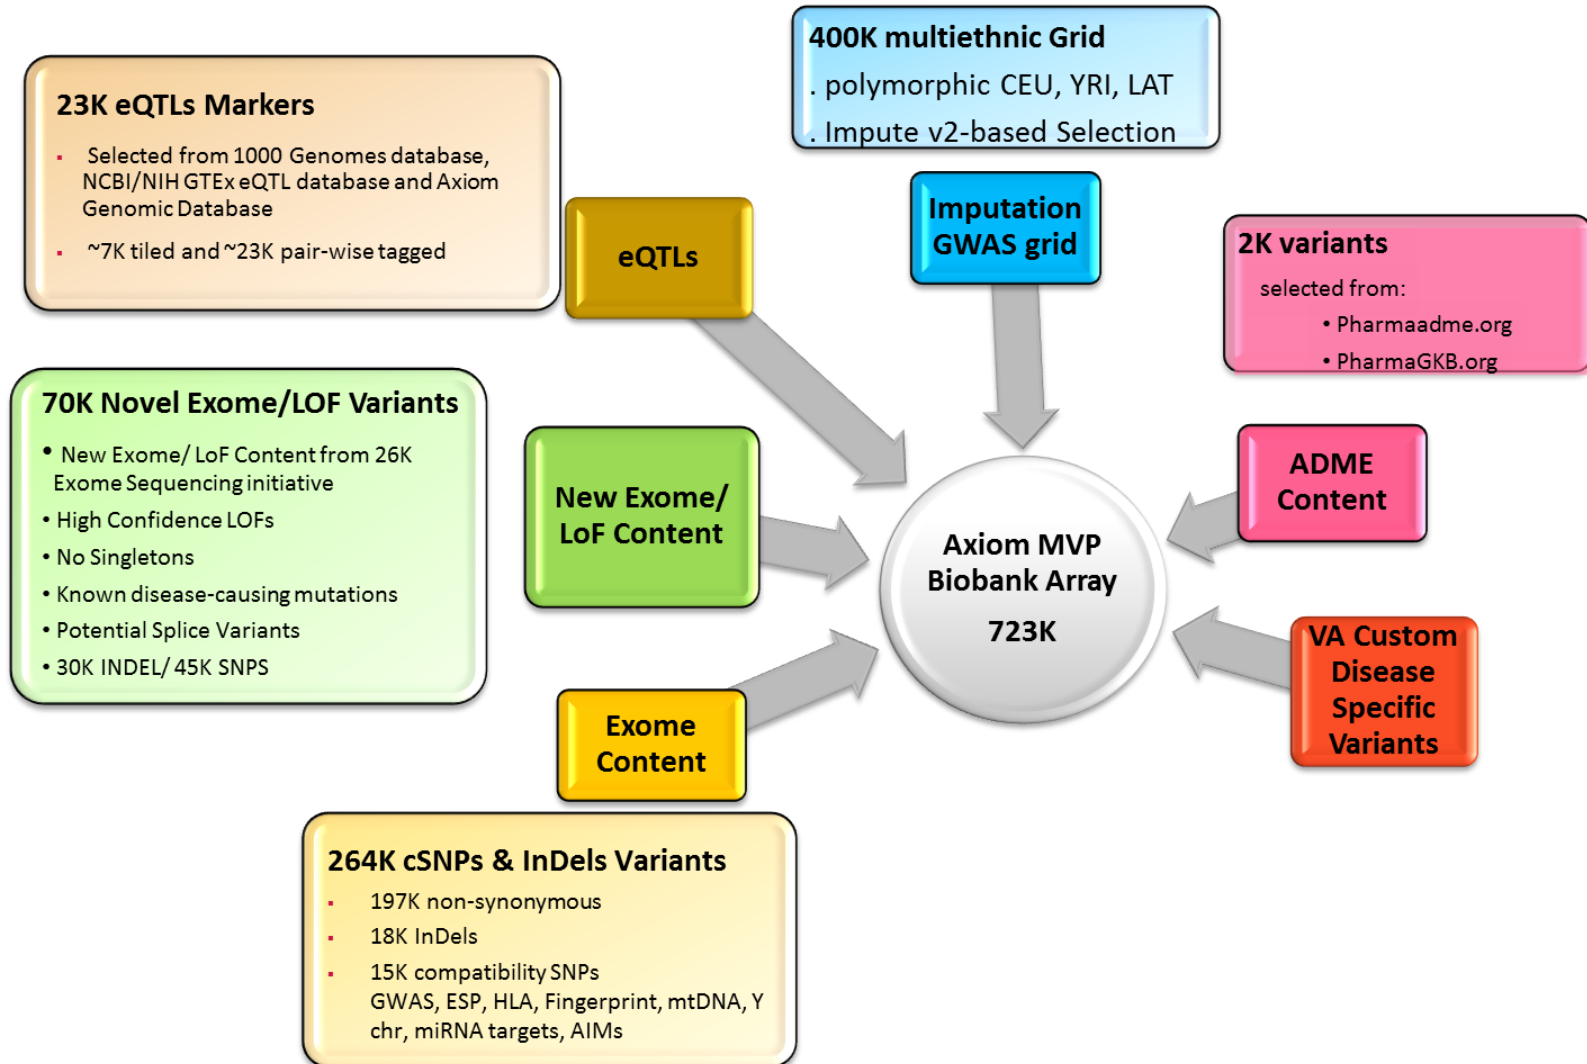 400K multiethnic Grid
. polymorphic CEU, YRI, LAT
. Impute v2-based Selection
23K eQTLs Markers
▪ Selected from 1000 Genomes database,
NCBI/NIH GTEx eQTL database and Axiom
Genomic Database
▪ ~7K tiled and ~23K pair-wise tagged
eQTLs
Imputation
GWAS grid
2K variants
selected from:
• Pharmaadme.org
• PharmaGKB.org
70K Novel Exome/LOF Variants
• New Exome/ LoF Content from 26K
Exome Sequencing initiative
• High Confidence LOFs
• No Singletons
• Known disease-causing mutations
• Potential Splice Variants
• 30K INDEL/ 45K SNPS
New Exome/
LoF Content
ADME
Content
Axiom MVP
Biobank Array
723K
VA Custom
Disease
Specific
Variants
Exome
Content
264K cSNPs & InDels Variants
▪ 197K non-synonymous
▪ 18K InDels
▪ 15K compatibility SNPs
GWAS, ESP, HLA, Fingerprint, mtDNA, Y
chr, miRNA targets, AIMs